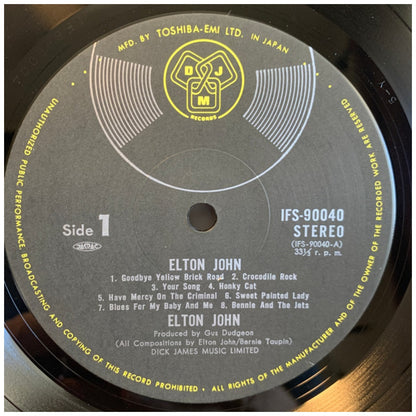 MFD. BY TOSHIBA-EMI LTD. IN JAPAN
DJM
RECORDS
IFS-90040
STEREO
(IFS-90040-A)
33⅓ r. p. m.
Side 1
ELTON JOHN
1. Goodbye Yellow Brick Road 2. Crocodile Rock
3. Your Song 4. Honky Cat
5. Have Mercy On The Criminal 6. Sweet Painted Lady
7. Blues For My Baby And Me 8. Bennie And The Jets
ELTON JOHN
Produced by Gus Dudgeon
(All Compositions by Elton John/Bernie Taupin)
DICK JAMES MUSIC LIMITED
UNAUTHORIZED PUBLIC PERFORMANCE BROADCASTING AND COPYING OF THIS RECORD PROHIBITED • ALL RIGHTS OF THE MANUFACTURER AND OF THE OWNER OF THE RECORDED WORK ARE RESERVED